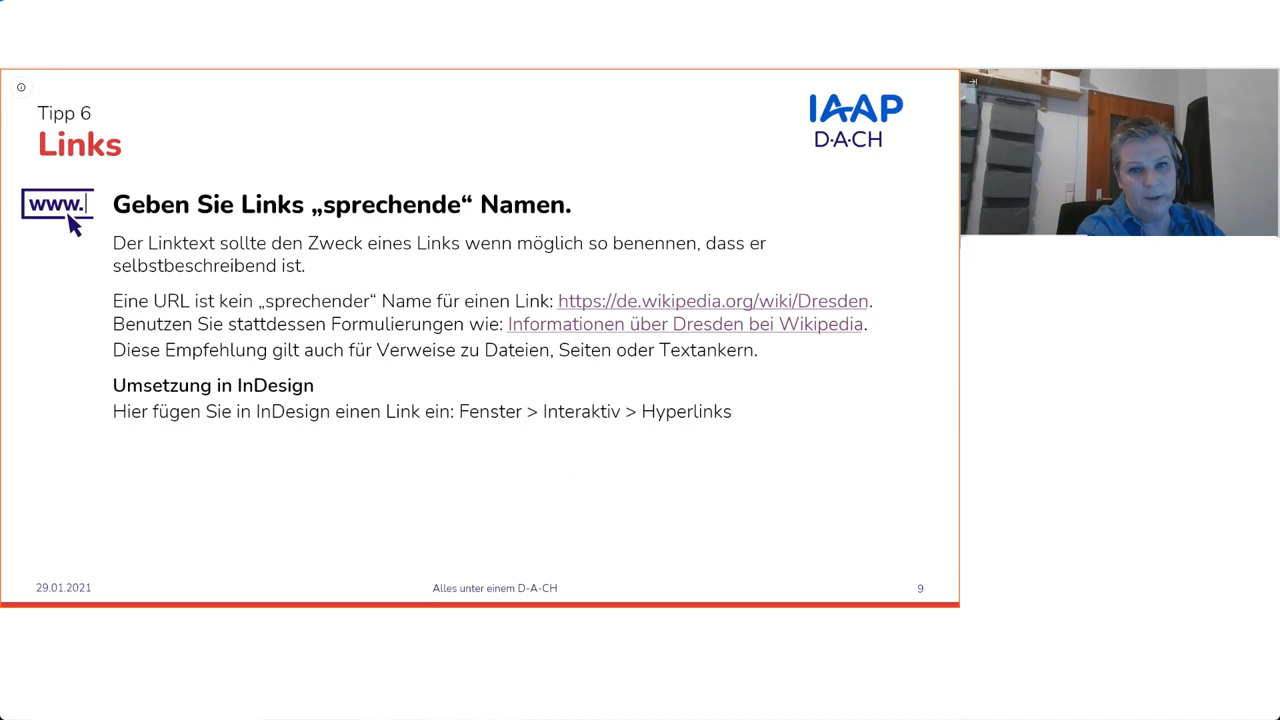 Tipp 6
Links
IAAP
D·A·CH
www.
Geben Sie Links „sprechende“ Namen.
Der Linktext sollte den Zweck eines Links wenn möglich so benennen, dass er
selbstbeschreibend ist.
Eine URL ist kein „sprechender“ Name für einen Link: https://de.wikipedia.org/wiki/Dresden.
Benutzen Sie stattdessen Formulierungen wie: Informationen über Dresden bei Wikipedia.
Diese Empfehlung gilt auch für Verweise zu Dateien, Seiten oder Textankern.
Umsetzung in InDesign
Hier fügen Sie in InDesign einen Link ein: Fenster > Interaktiv > Hyperlinks
29.01.2021
Alles unter einem D-A-CH
9